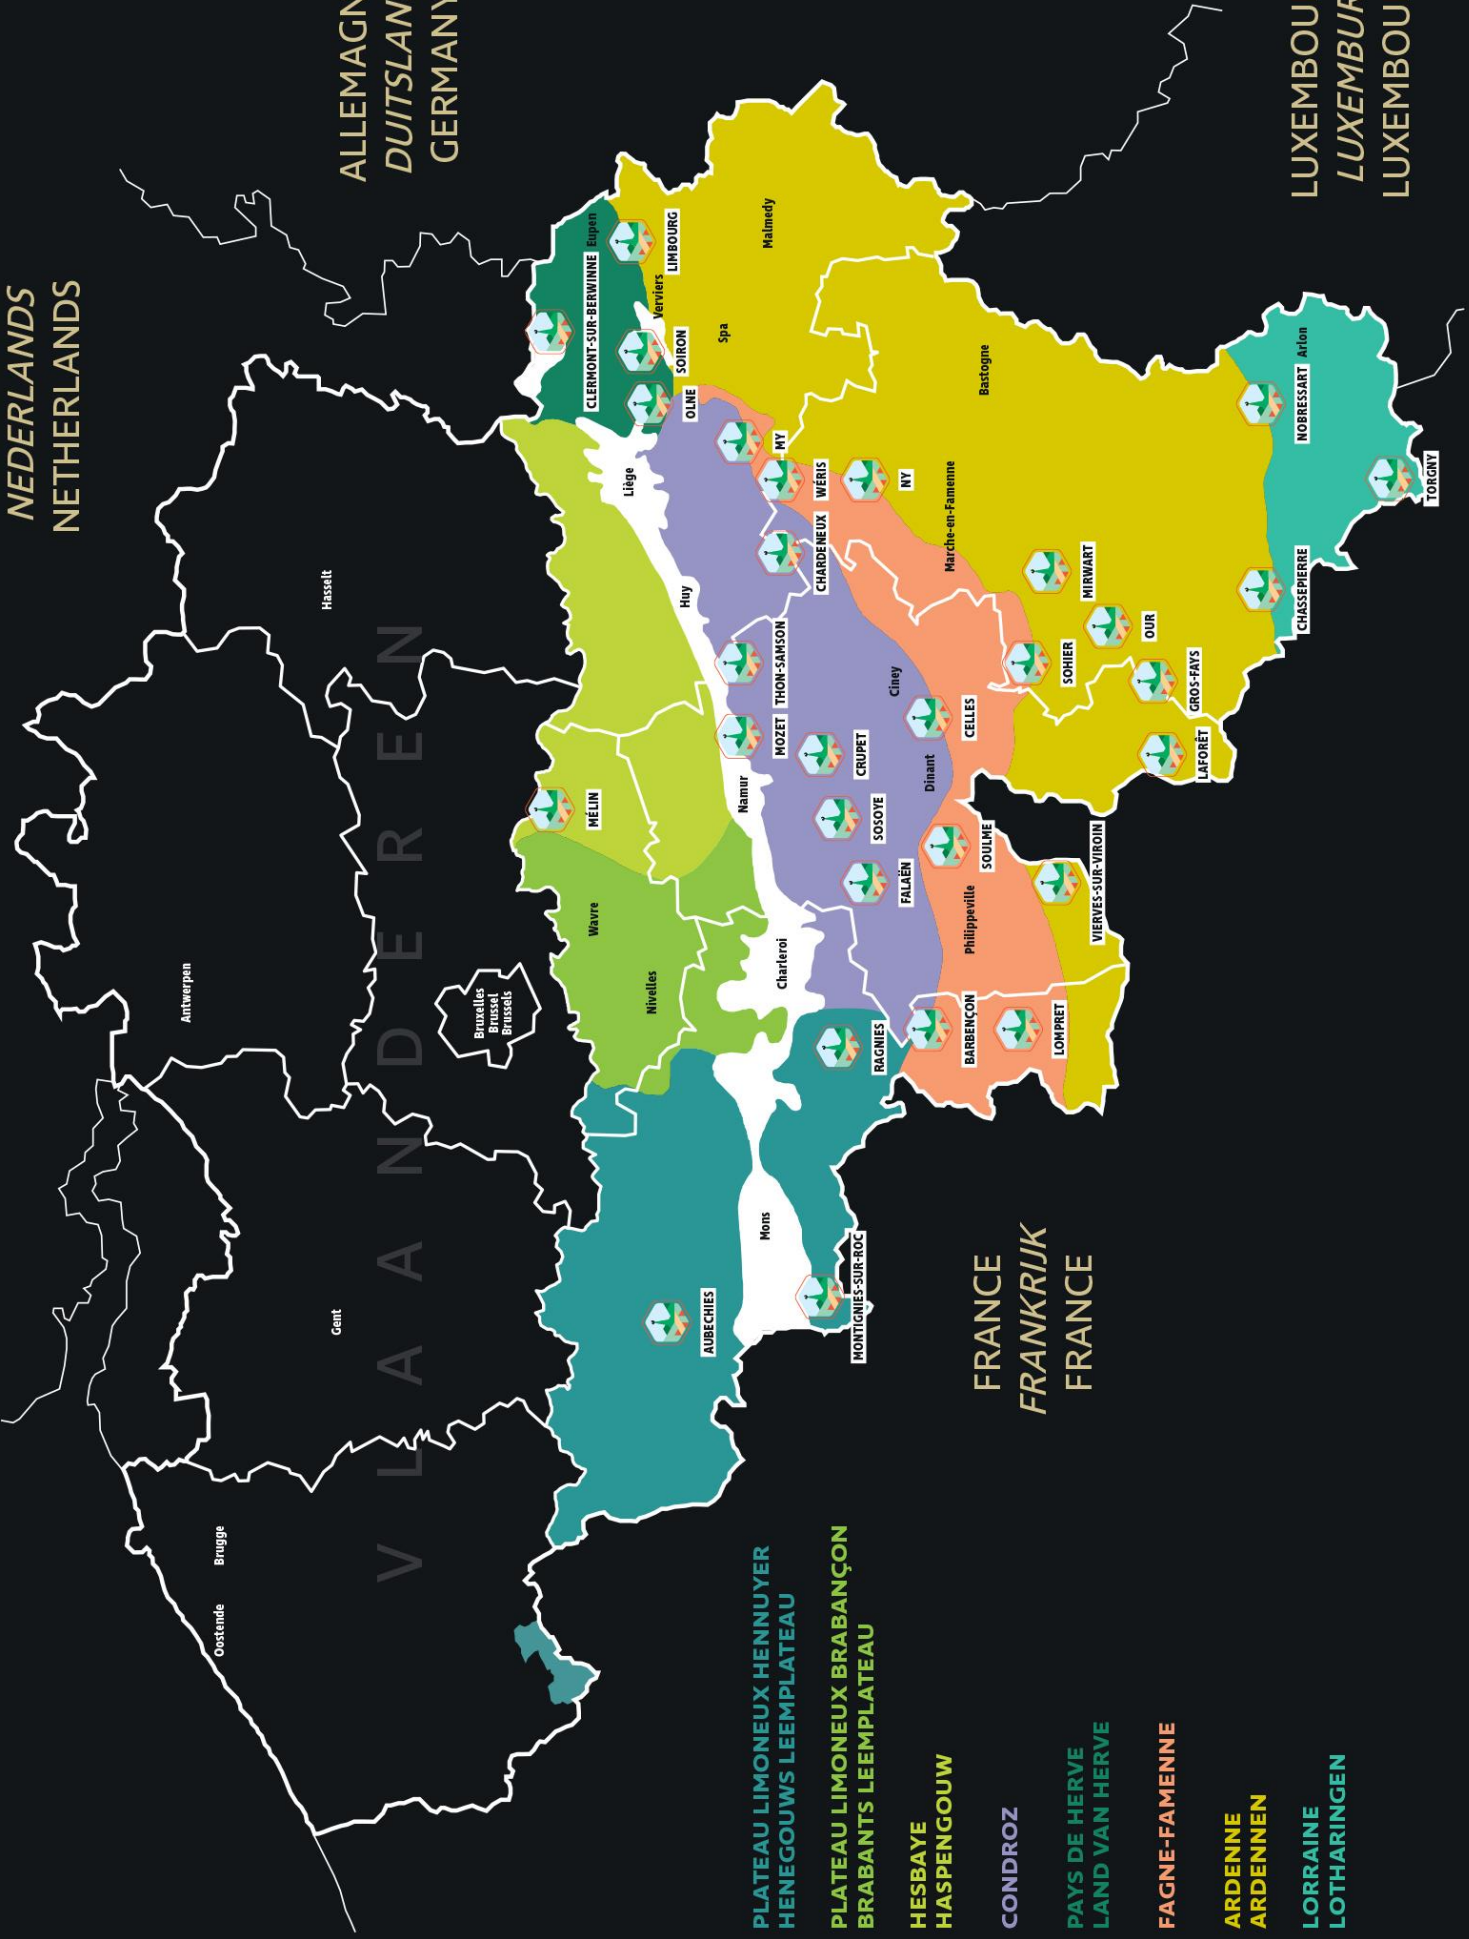 NEDERLANDS
NETHERLANDS
ALLEMAGN
DUITSLAN
GERMANY
LUXEMBOU
LUXEMBUR
LUXEMBOU
FRANCE
FRANKRIJK
FRANCE
VLAANDEREN
Oostende
Brugge
Gent
Antwerpen
Hasselt
Bruxelles
Brussel
Brussels
Wavre
Nivelles
Mons
Charleroi
Namur
Huy
Liège
Verviers
Eupen
Spa
Malmedy
Bastogne
Marche-en-Famenne
Ciney
Dinant
Philippeville
Arlon
AUBECHIES
MONTIGNIES-SUR-ROC
RAGNIES
BARBENÇON
LOMPRET
VIERVES-SUR-VIROIN
SOULME
FALAËN
SOSOYE
CRUPET
MOZET
THON-SAMSON
MÉLIN
CELLES
CHARDENEUX
WÉRIS
MY
NY
OLNE
SOIRON
CLERMONT-SUR-BERWINNE
LIMBOURG
SOHIER
MIRWART
OUR
GROS-FAYS
LAFORÊT
CHASSEPIERRE
NOBRESSART
TORGNY
PLATEAU LIMONEUX HENNUYER
HENEGOUWS LEEMPLATEAU
PLATEAU LIMONEUX BRABANÇON
BRABANTS LEEMPLATEAU
HESBAYE
HASPENGOUW
CONDROZ
PAYS DE HERVE
LAND VAN HERVE
FAGNE-FAMENNE
ARDENNE
ARDENNEN
LORRAINE
LOTHARINGEN